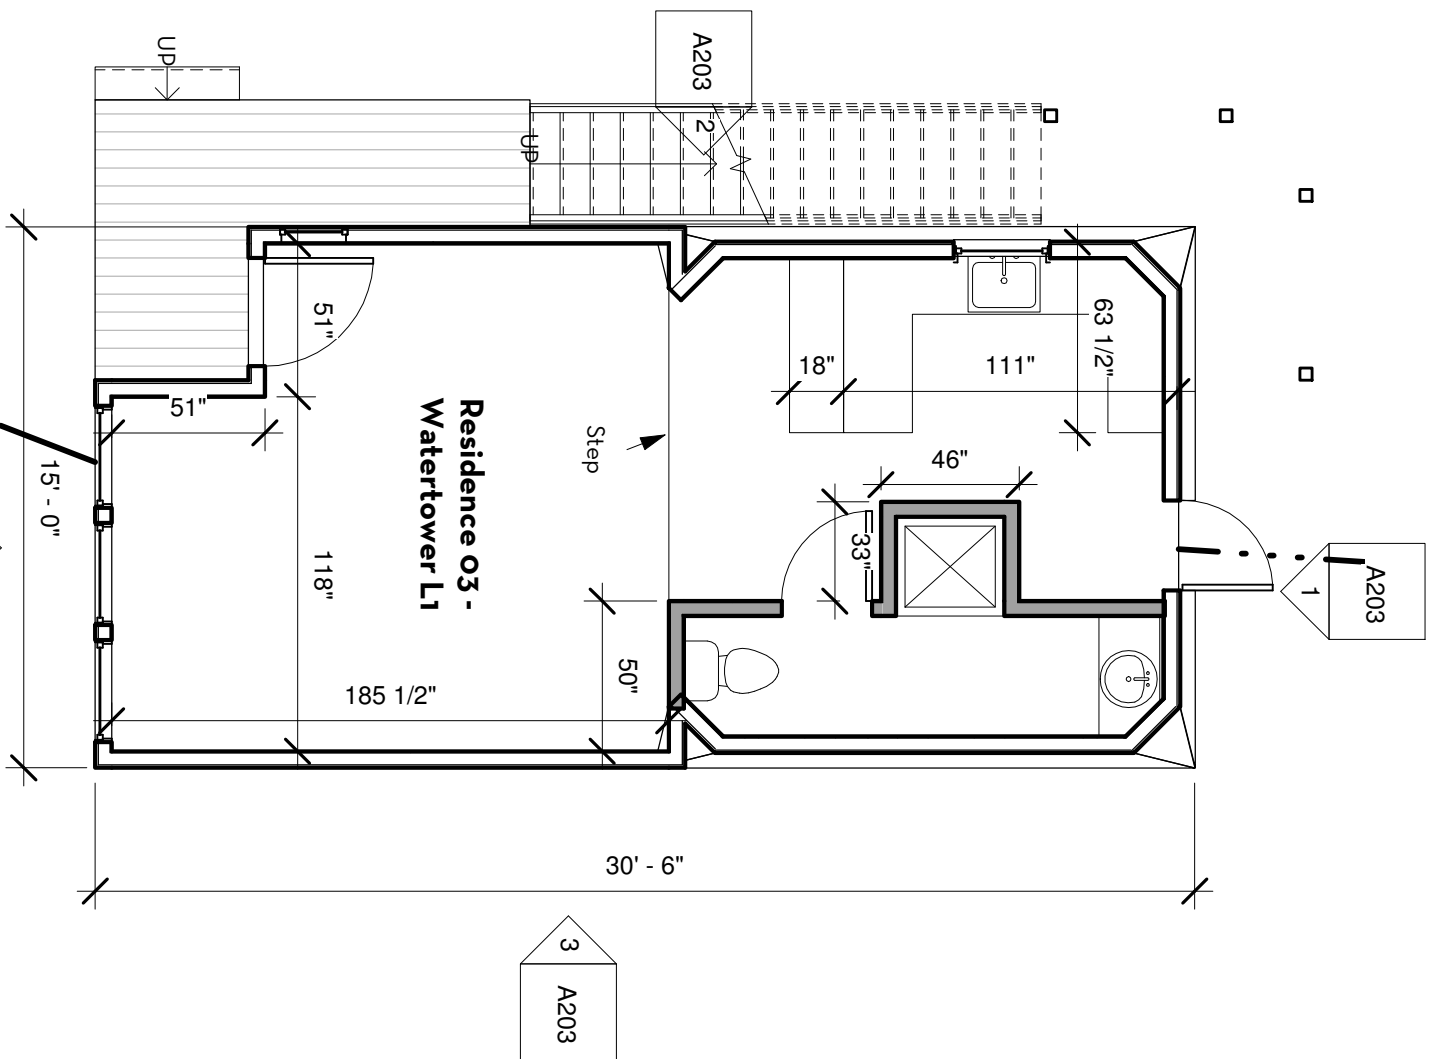 UP
A203
2
UP
51"
63 1/2"
18"
111"
51"
Residence 03 -
Watertower L1
Step
15' - 0"
46"
33"
118"
A203
1
50"
185 1/2"
30' - 6"
3
A203